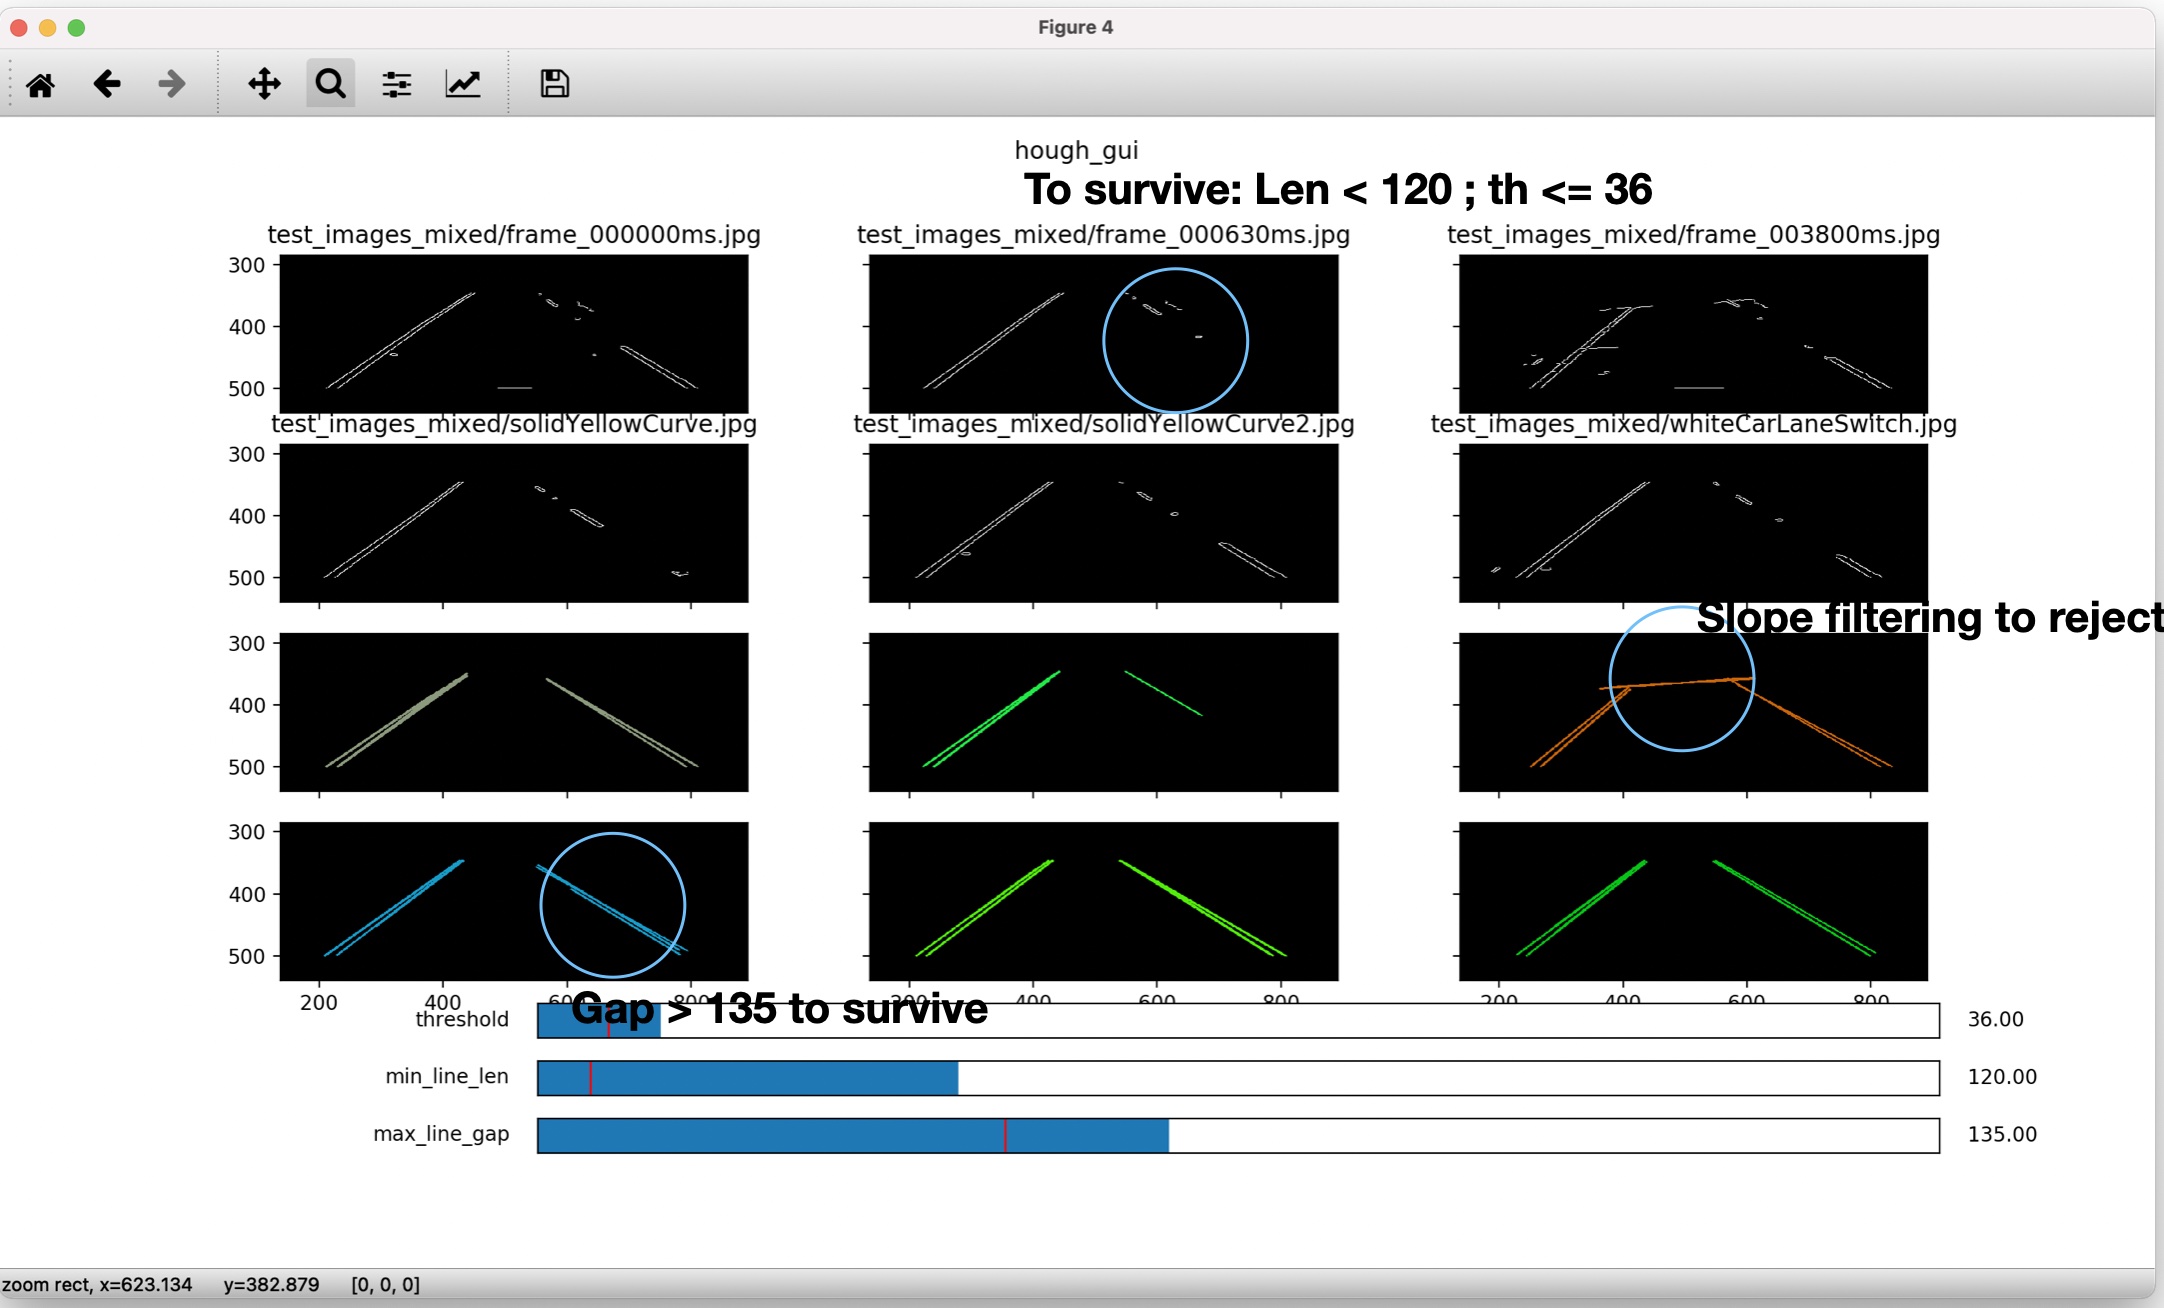 Figure 4
hough_gui
To survive: Len < 120 ; th <= 36
test_images_mixed/frame_000000ms.jpg
test_images_mixed/frame_000630ms.jpg
test_images_mixed/frame_003800ms.jpg
300
400
500
test_images_mixed/solidYellowCurve.jpg
test_images_mixed/solidYellowCurve2.jpg
test_images_mixed/whiteCarLaneSwitch.jpg
300
400
500
Slope filtering to reject
300
400
500
300
400
500
200 400 600 800
200 400 600 800
200 400 600 800
Gap > 135 to survive
threshold 36.00
min_line_len 120.00
max_line_gap 135.00
zoom rect, x=623.134 y=382.879 [0, 0, 0]